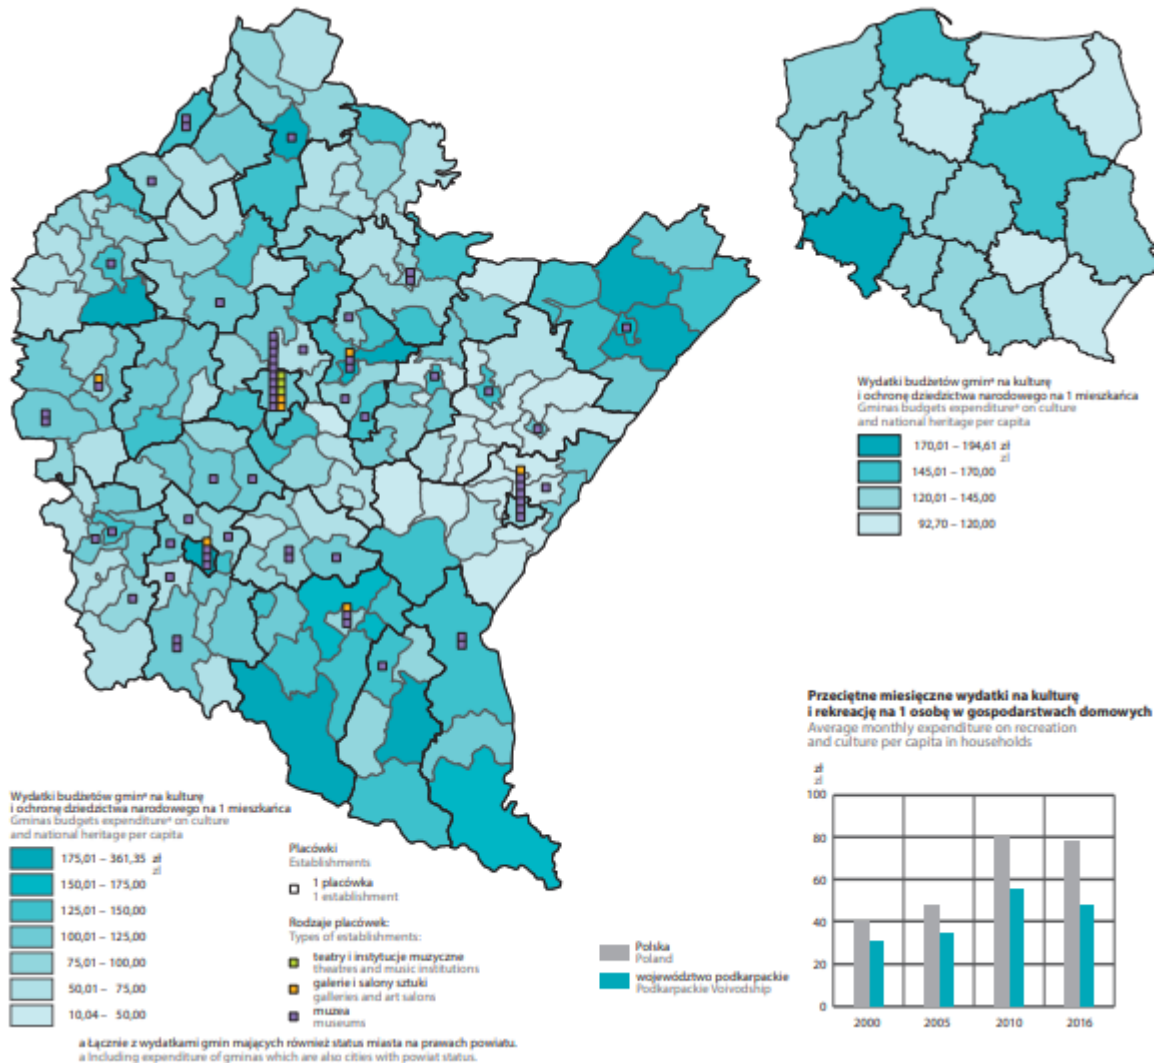 Wydatki budżetów gminᵃ na kulturę
i ochronę dziedzictwa narodowego na 1 mieszkańca
Gminas budgets expenditureᵃ on culture
and national heritage per capita
170,01 – 194,61 zł
zl
145,01 – 170,00
120,01 – 145,00
92,70 – 120,00
Przeciętne miesięczne wydatki na kulturę
i rekreację na 1 osobę w gospodarstwach domowych
Average monthly expenditure on recreation
and culture per capita in households
zł
zl
100
80
60
40
20
0
2000 2005 2010 2016
Polska
Poland
województwo podkarpackie
Podkarpackie Voivodship
Wydatki budżetów gminᵃ na kulturę
i ochronę dziedzictwa narodowego na 1 mieszkańca
Gminas budgets expenditureᵃ on culture
and national heritage per capita
175,01 – 361,35 zł
zl
150,01 – 175,00
125,01 – 150,00
100,01 – 125,00
75,01 – 100,00
50,01 – 75,00
10,04 – 50,00
Placówki
Establishments
1 placówka
1 establishment
Rodzaje placówek:
Types of establishments:
teatry i instytucje muzyczne
theatres and music institutions
galerie i salony sztuki
galleries and art salons
muzea
museums
a Łącznie z wydatkami gmin mających również status miasta na prawach powiatu.
a Including expenditure of gminas which are also cities with powiat status.